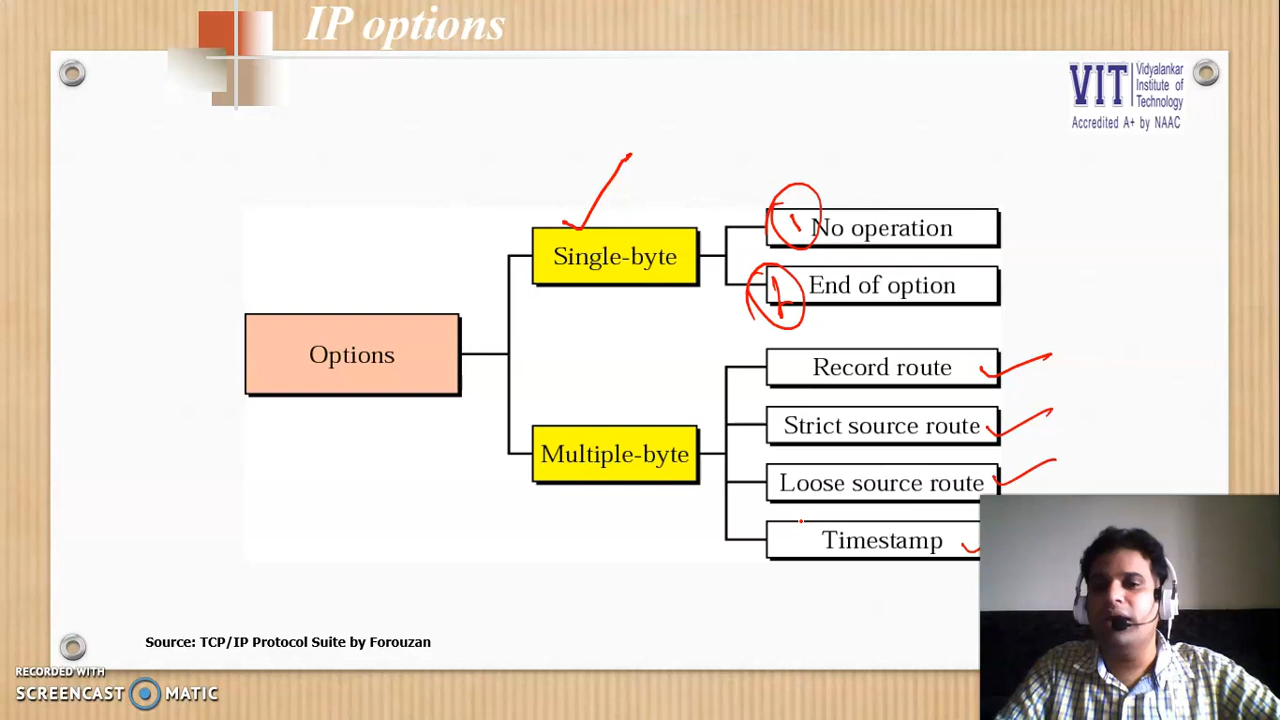 IP options
VIT
Vidyalankar
Institute of
Technology
Accredited A+ by NAAC
Options
Single-byte
No operation
End of option
Multiple-byte
Record route
Strict source route
Loose source route
Timestamp
Source: TCP/IP Protocol Suite by Forouzan
RECORDED WITH
SCREENCAST MATIC